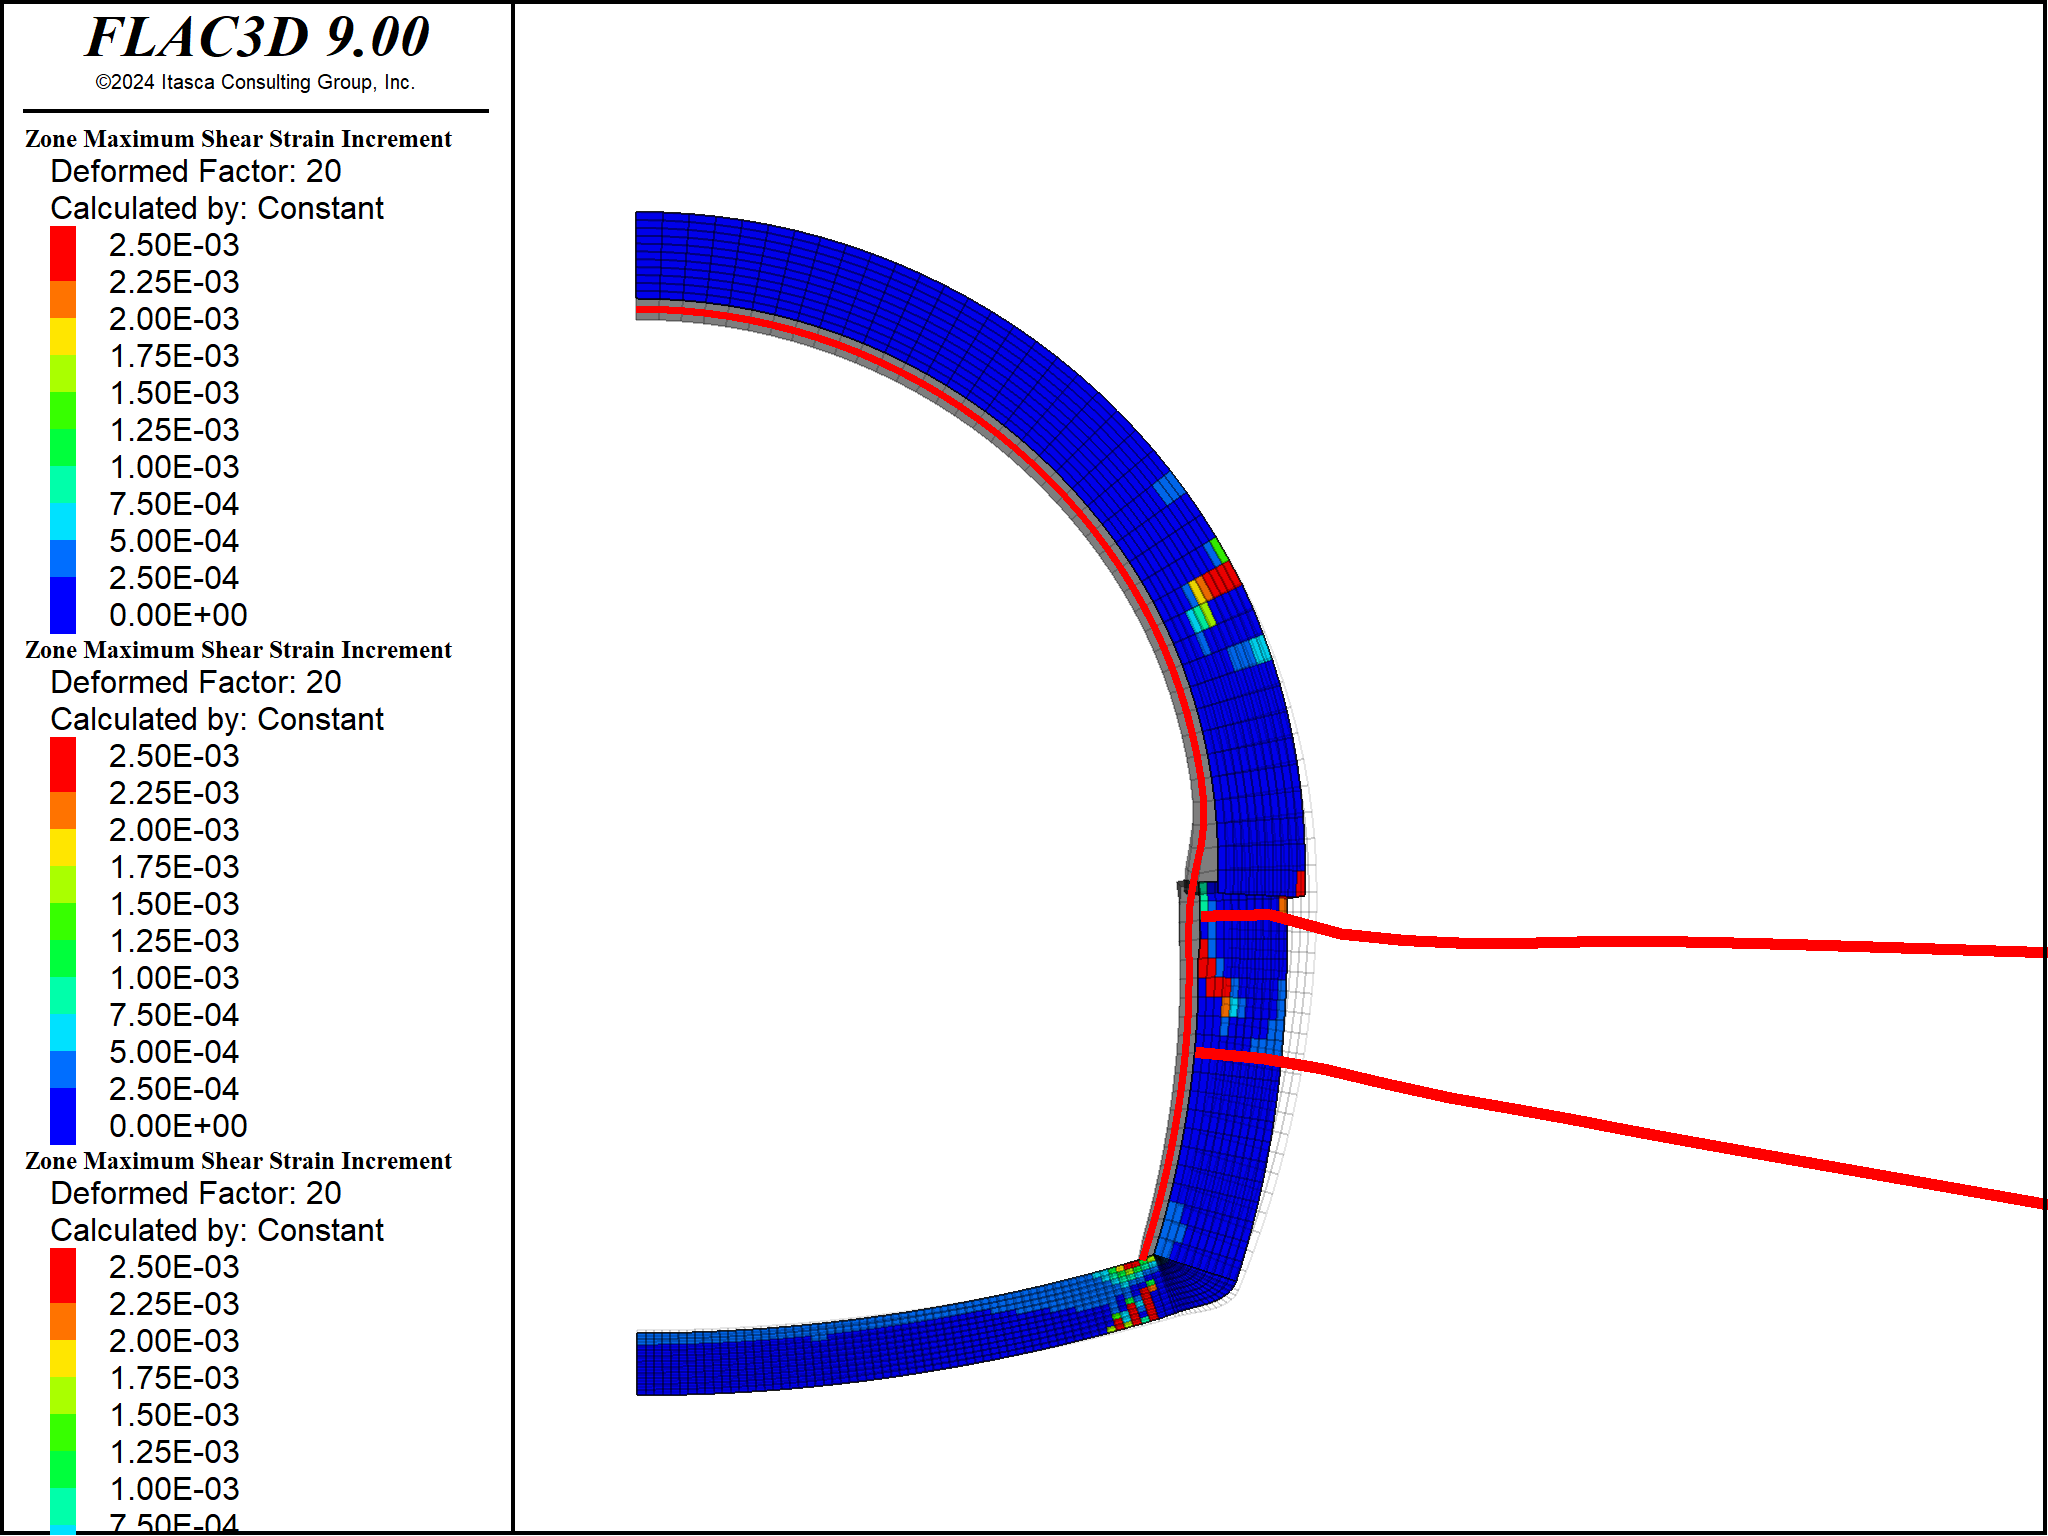 FLAC3D 9.00
©2024 Itasca Consulting Group, Inc.
Zone Maximum Shear Strain Increment
Deformed Factor: 20
Calculated by: Constant
2.50E-03
2.25E-03
2.00E-03
1.75E-03
1.50E-03
1.25E-03
1.00E-03
7.50E-04
5.00E-04
2.50E-04
0.00E+00
Zone Maximum Shear Strain Increment
Deformed Factor: 20
Calculated by: Constant
2.50E-03
2.25E-03
2.00E-03
1.75E-03
1.50E-03
1.25E-03
1.00E-03
7.50E-04
5.00E-04
2.50E-04
0.00E+00
Zone Maximum Shear Strain Increment
Deformed Factor: 20
Calculated by: Constant
2.50E-03
2.25E-03
2.00E-03
1.75E-03
1.50E-03
1.25E-03
1.00E-03
7.50E-04